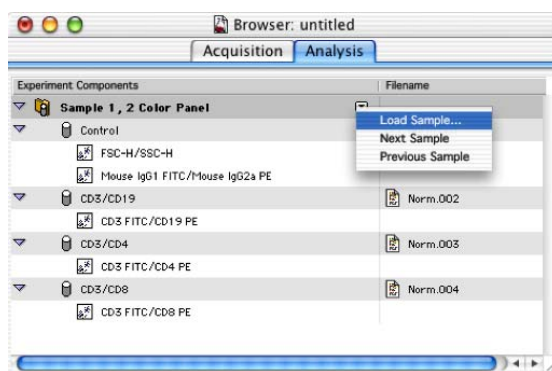 Browser: untitled
Acquisition Analysis
Experiment Components Filename
Sample 1, 2 Color Panel
Load Sample...
Control
Next Sample
FSC-H/SSC-H
Previous Sample
Mouse IgG1 FITC/Mouse IgG2a PE
CD3/CD19 Norm.002
CD3 FITC/CD19 PE
CD3/CD4 Norm.003
CD3 FITC/CD4 PE
CD3/CD8 Norm.004
CD3 FITC/CD8 PE